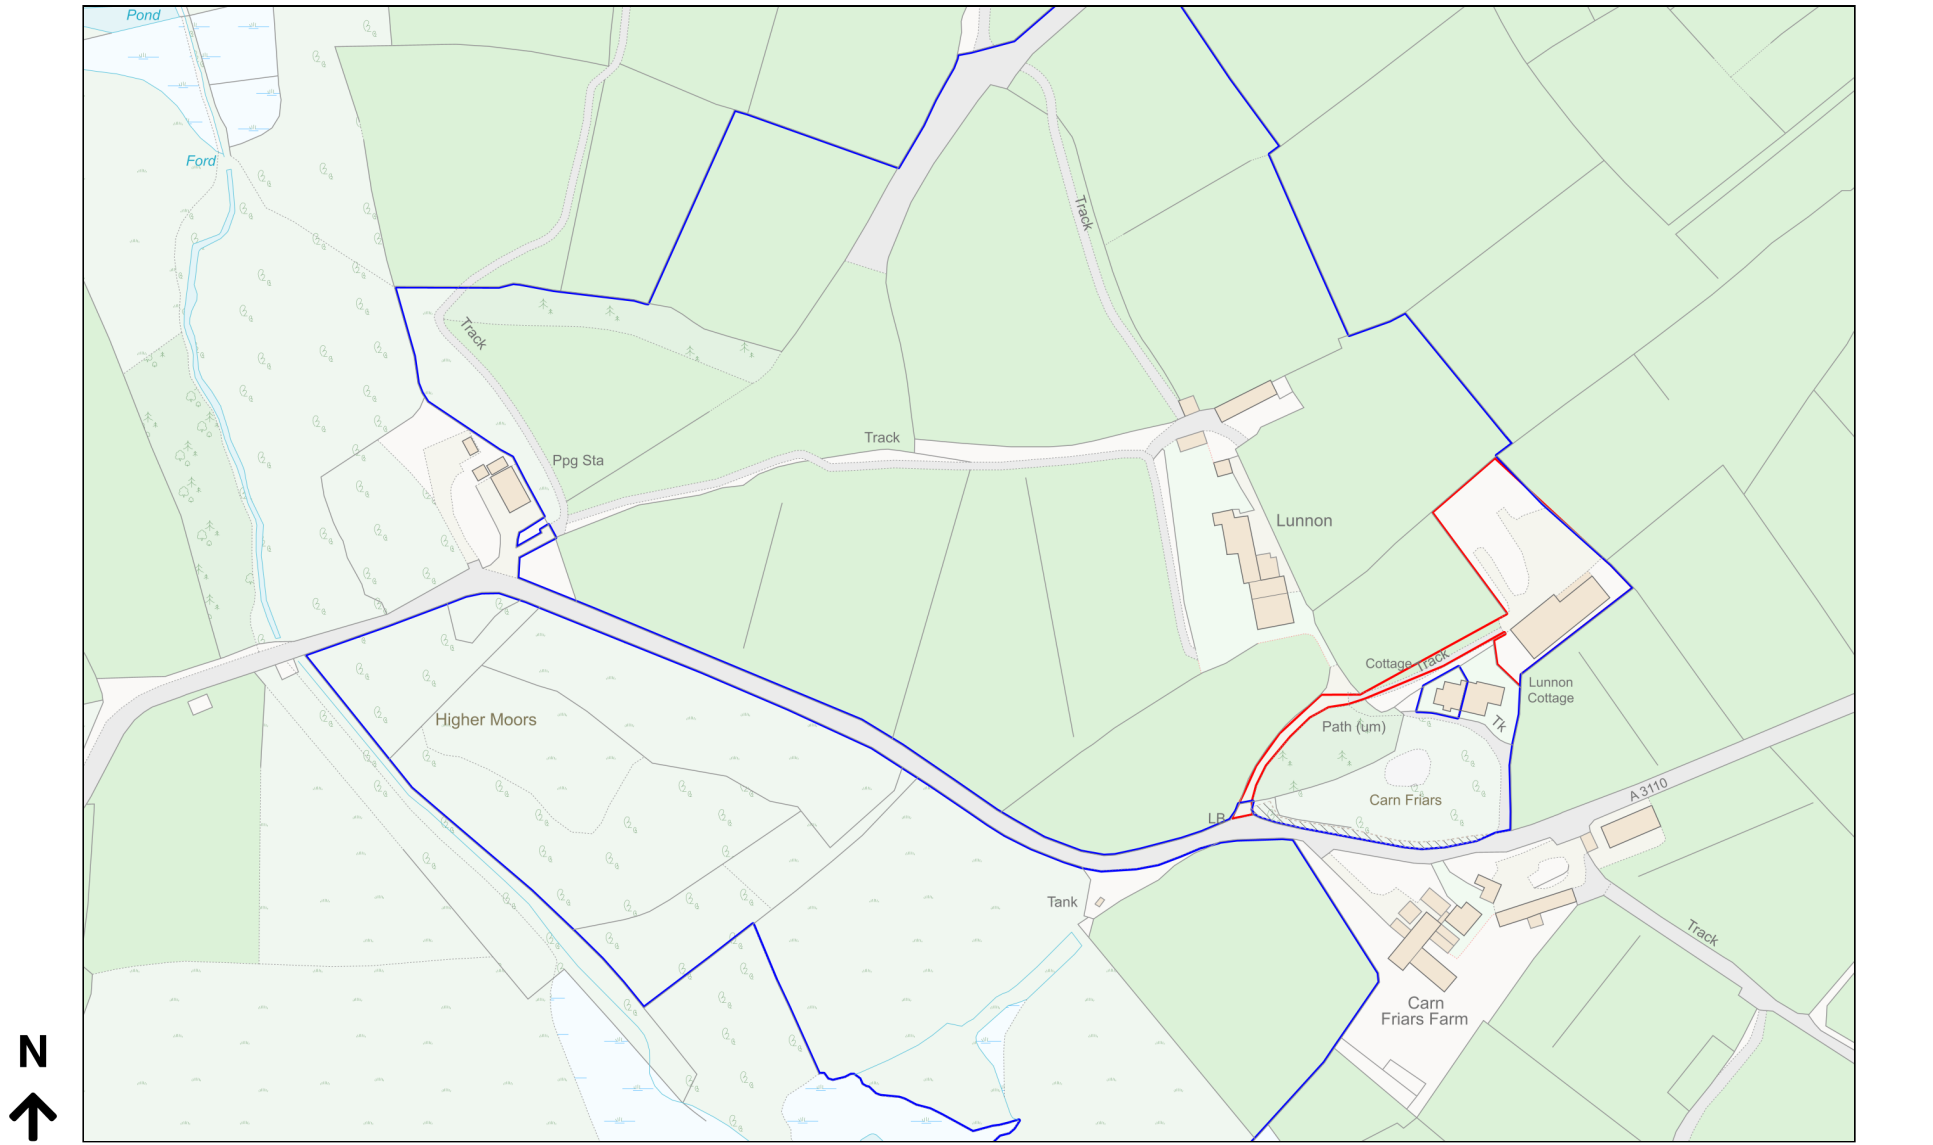 Pond
Ford
Track
Track
Track
Ppg Sta
Lunnon
Cottage
Track
Lunnon
Cottage
Tk
Higher Moors
Path (um)
Carn Friars
A 3110
LB
Tank
Track
Carn
Friars Farm
N